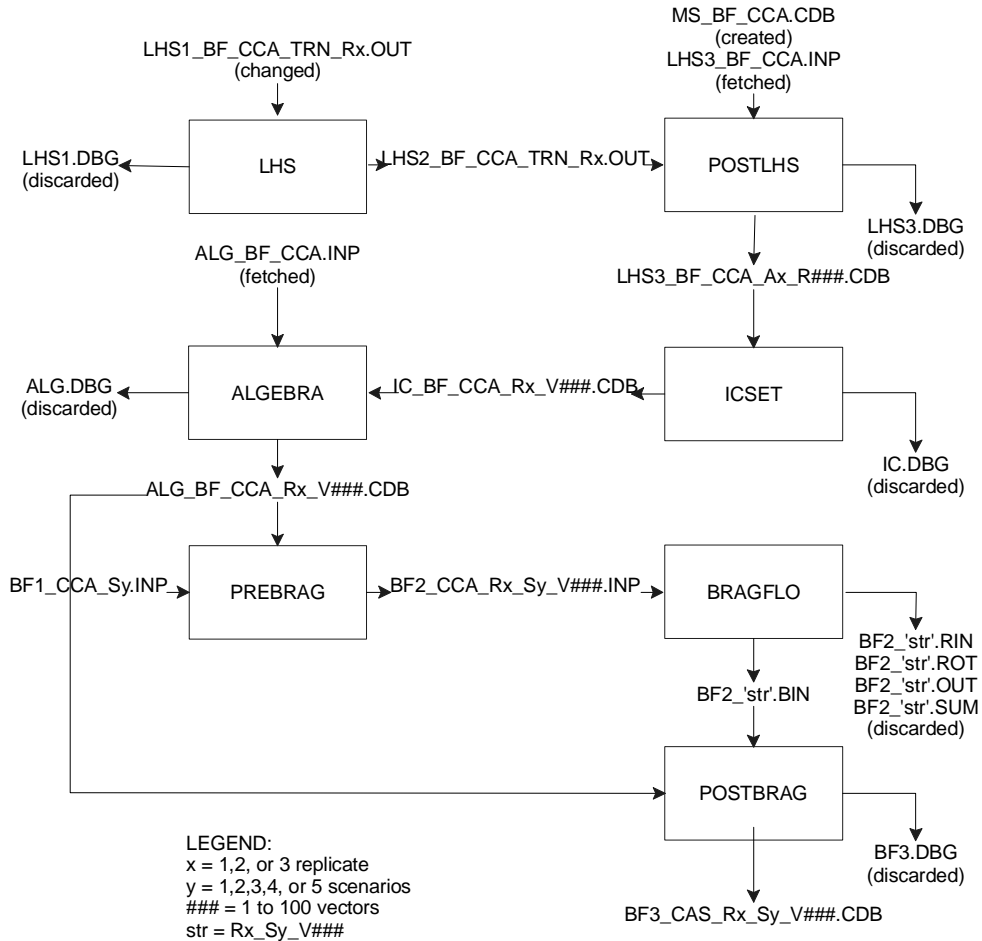 MS_BF_CCA.CDB
(created)
LHS1_BF_CCA_TRN_Rx.OUT
(changed)
LHS3_BF_CCA.INP
(fetched)
LHS1.DBG
(discarded)
LHS
LHS2_BF_CCA_TRN_Rx.OUT
POSTLHS
LHS3.DBG
(discarded)
ALG_BF_CCA.INP
(fetched)
LHS3_BF_CCA_Ax_R###.CDB
ALG.DBG
(discarded)
ALGEBRA
IC_BF_CCA_Rx_V###.CDB
ICSET
IC.DBG
(discarded)
ALG_BF_CCA_Rx_V###.CDB
BF1_CCA_Sy.INP
PREBRAG
BF2_CCA_Rx_Sy_V###.INP
BRAGFLO
BF2_'str'.RIN
BF2_'str'.ROT
BF2_'str'.OUT
BF2_'str'.SUM
(discarded)
BF2_'str'.BIN
POSTBRAG
BF3.DBG
(discarded)
LEGEND:
x = 1,2, or 3 replicate
y = 1,2,3,4, or 5 scenarios
### = 1 to 100 vectors
str = Rx_Sy_V###
BF3_CAS_Rx_Sy_V###.CDB